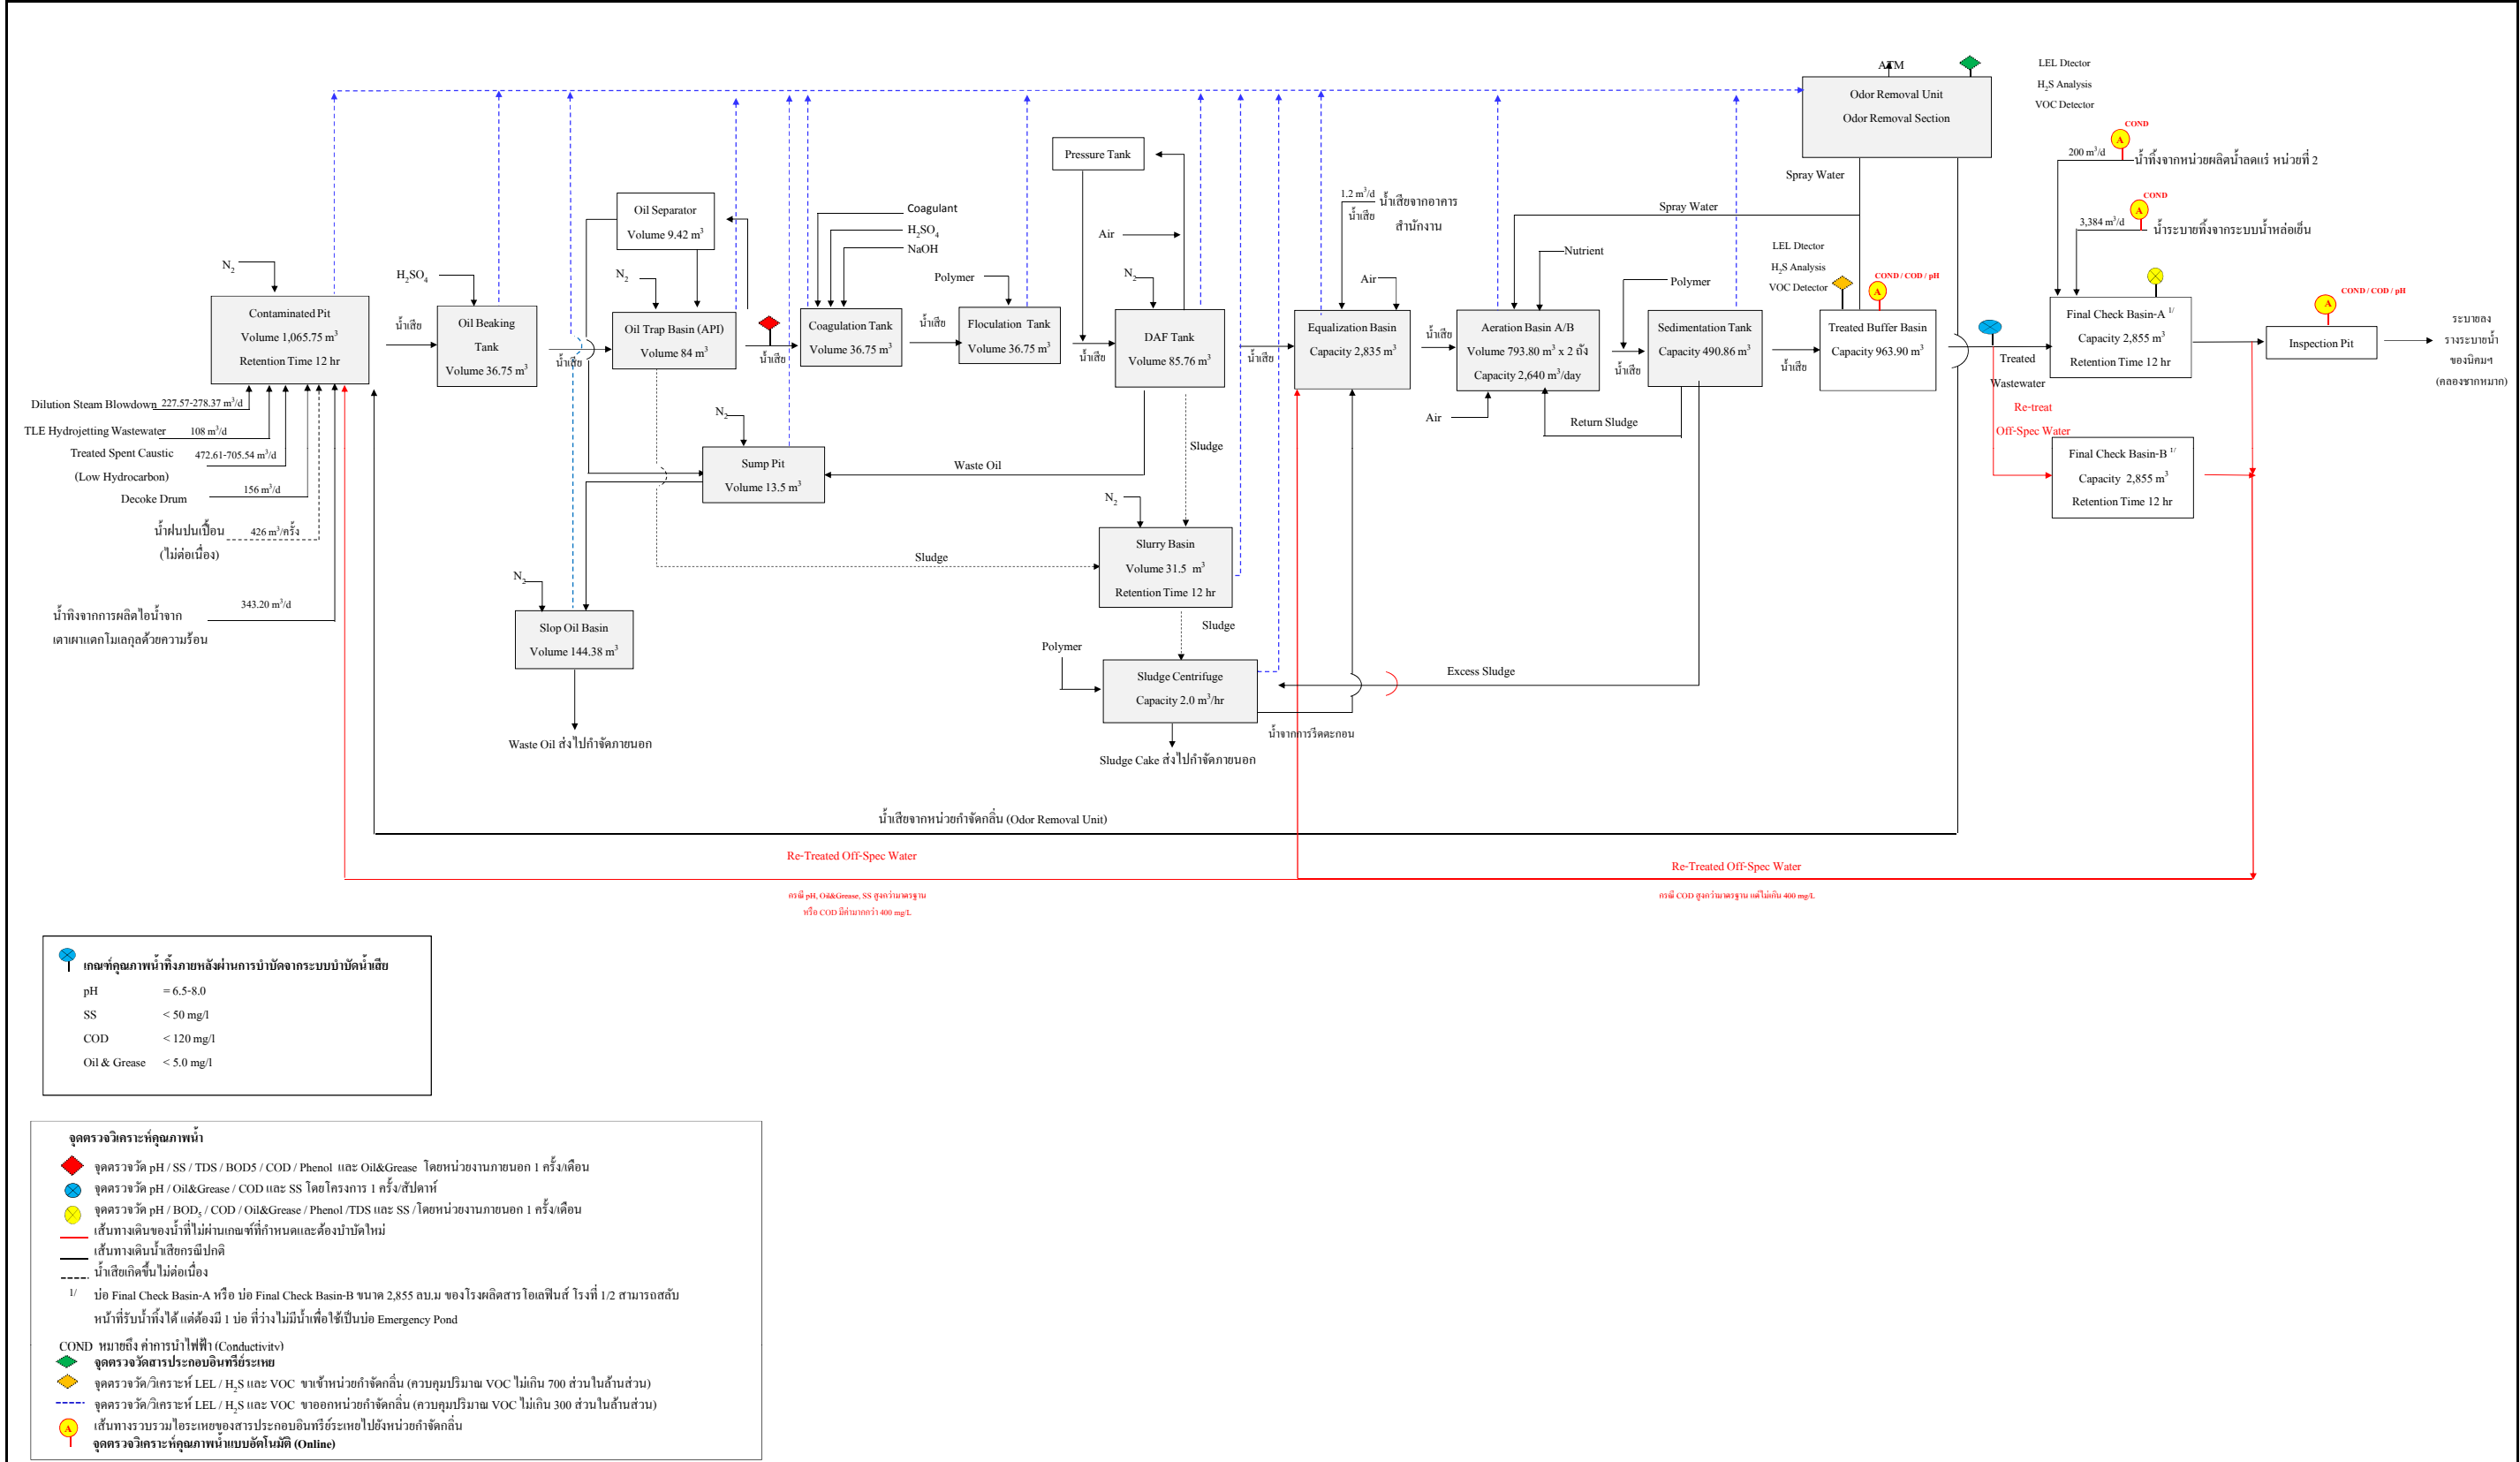 ATM
LEL Dtector
H₂S Analysis
VOC Detector
Odor Removal Unit
Odor Removal Section
COND
200 m³/d
น้ำทิ้งจากหน่วยผลิตน้ำลดแร่ หน่วยที่ 2
Pressure Tank
Spray Water
COND
3,384 m³/d
น้ำระบายทิ้งจากระบบน้ำหล่อเย็น
Oil Separator
Volume 9.42 m³
Coagulant
H₂SO₄
NaOH
Air
1.2 m³/d
น้ำเสีย
น้ำเสียจากอาคาร
สำนักงาน
Spray Water
Nutrient
LEL Dtector
H₂S Analysis
VOC Detector
COND / COD / pH
N₂
H₂SO₄
N₂
Polymer
N₂
Air
Polymer
COND / COD / pH
Contaminated Pit
Volume 1,065.75 m³
Retention Time 12 hr
น้ำเสีย
Oil Beaking
Tank
Volume 36.75 m³
น้ำเสีย
Oil Trap Basin (API)
Volume 84 m³
น้ำเสีย
Coagulation Tank
Volume 36.75 m³
น้ำเสีย
Floculation Tank
Volume 36.75 m³
น้ำเสีย
DAF Tank
Volume 85.76 m³
น้ำเสีย
Equalization Basin
Capacity 2,835 m³
น้ำเสีย
Aeration Basin A/B
Volume 793.80 m³ x 2 ถัง
Capacity 2,640 m³/day
น้ำเสีย
Sedimentation Tank
Capacity 490.86 m³
น้ำเสีย
Treated Buffer Basin
Capacity 963.90 m³
Treated
Wastewater
Final Check Basin-A 1/
Capacity 2,855 m³
Retention Time 12 hr
Inspection Pit
ระบายลง
รางระบายน้ำ
ของนิคมฯ
(คลองชากหมาก)
Dilution Steam Blowdown 227.57-278.37 m³/d
TLE Hydrojetting Wastewater 108 m³/d
Treated Spent Caustic 472.61-705.54 m³/d
(Low Hydrocarbon)
Decoke Drum 156 m³/d
น้ำฝนปนเปื้อน 426 m³/ครั้ง
(ไม่ต่อเนื่อง)
343.20 m³/d
น้ำทิ้งจากการผลิตไอน้ำจาก
เตาเผาแตกโมเลกุลด้วยความร้อน
N₂
Sump Pit
Volume 13.5 m³
Waste Oil
Sludge
Air
Return Sludge
Re-treat
Off-Spec Water
Final Check Basin-B 1/
Capacity 2,855 m³
Retention Time 12 hr
N₂
Slurry Basin
Volume 31.5 m³
Retention Time 12 hr
Sludge
Sludge
N₂
Slop Oil Basin
Volume 144.38 m³
Polymer
Sludge Centrifuge
Capacity 2.0 m³/hr
Excess Sludge
น้ำจากการรีดตะกอน
Waste Oil ส่งไปกำจัดภายนอก
Sludge Cake ส่งไปกำจัดภายนอก
น้ำเสียจากหน่วยกำจัดกลิ่น (Odor Removal Unit)
Re-Treated Off-Spec Water
Re-Treated Off-Spec Water
กรณี pH, Oil&Grease, SS สูงกว่ามาตรฐาน
หรือ COD มีค่ามากกว่า 400 mg/L
กรณี COD สูงกว่ามาตรฐาน แต่ไม่เกิน 400 mg/L
เกณฑ์คุณภาพน้ำทิ้งภายหลังผ่านการบำบัดจากระบบบำบัดน้ำเสีย
pH = 6.5-8.0
SS < 50 mg/l
COD < 120 mg/l
Oil & Grease < 5.0 mg/l
จุดตรวจวิเคราะห์คุณภาพน้ำ
จุดตรวจวัด pH / SS / TDS / BOD5 / COD / Phenol และ Oil&Grease โดยหน่วยงานภายนอก 1 ครั้ง/เดือน
จุดตรวจวัด pH / Oil&Grease / COD และ SS โดยโครงการ 1 ครั้ง/สัปดาห์
จุดตรวจวัด pH / BOD₅ / COD / Oil&Grease / Phenol /TDS และ SS /โดยหน่วยงานภายนอก 1 ครั้ง/เดือน
เส้นทางเดินของน้ำที่ไม่ผ่านเกณฑ์ที่กำหนดและต้องบำบัดใหม่
เส้นทางเดินน้ำเสียกรณีปกติ
น้ำเสียเกิดขึ้นไม่ต่อเนื่อง
1/ บ่อ Final Check Basin-A หรือ บ่อ Final Check Basin-B ขนาด 2,855 ลบ.ม ของโรงผลิตสารโอเลฟินส์ โรงที่ 1/2 สามารถสลับ
หน้าที่รับน้ำทิ้งได้ แต่ต้องมี 1 บ่อ ที่ว่างไม่มีน้ำเพื่อใช้เป็นบ่อ Emergency Pond
COND หมายถึง ค่าการนำไฟฟ้า (Conductivity)
จุดตรวจวัดสารประกอบอินทรีย์ระเหย
จุดตรวจวัด/วิเคราะห์ LEL / H₂S และ VOC ขาเข้าหน่วยกำจัดกลิ่น (ควบคุมปริมาณ VOC ไม่เกิน 700 ส่วนในล้านส่วน)
จุดตรวจวัด/วิเคราะห์ LEL / H₂S และ VOC ขาออกหน่วยกำจัดกลิ่น (ควบคุมปริมาณ VOC ไม่เกิน 300 ส่วนในล้านส่วน)
A เส้นทางรวบรวมไอระเหยของสารประกอบอินทรีย์ระเหยไปยังหน่วยกำจัดกลิ่น
จุดตรวจวิเคราะห์คุณภาพน้ำแบบอัตโนมัติ (Online)